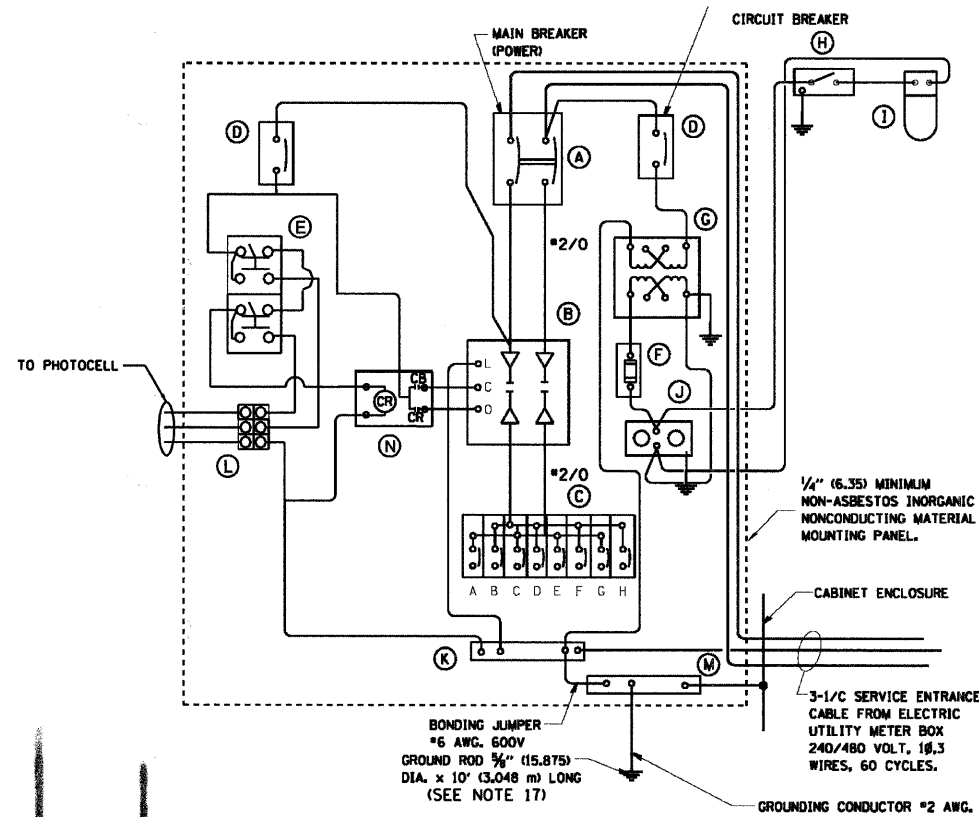 CIRCUIT BREAKER
MAIN BREAKER
(POWER)
H
I
D
A
D
G
E
#2/0
B
TO PHOTOCELL
L
C
O
CB
CR
CR
F
J
N
L
#2/0
C
1/4" (6.35) MINIMUM
NON-ASBESTOS INORGANIC
NONCONDUCTING MATERIAL
MOUNTING PANEL.
A B C D E F G H
CABINET ENCLOSURE
K
M
3-1/C SERVICE ENTRANCE
CABLE FROM ELECTRIC
UTILITY METER BOX
240/480 VOLT, 1Ø,3
WIRES, 60 CYCLES.
BONDING JUMPER
#6 AWG. 600V
GROUND ROD 5/8" (15.875)
DIA. x 10' (3.048 m) LONG
(SEE NOTE 17)
GROUNDING CONDUCTOR #2 AWG.